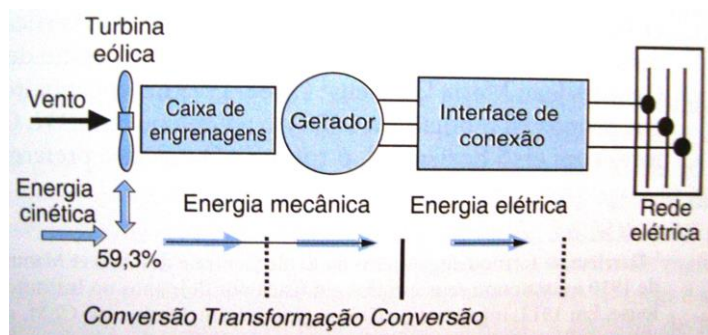 Turbina
eólica
Vento
Caixa de
engrenagens
Gerador
Interface de
conexão
Rede
elétrica
Energia
cinética
59,3%
Energia mecânica
Energia elétrica
Conversão Transformação Conversão